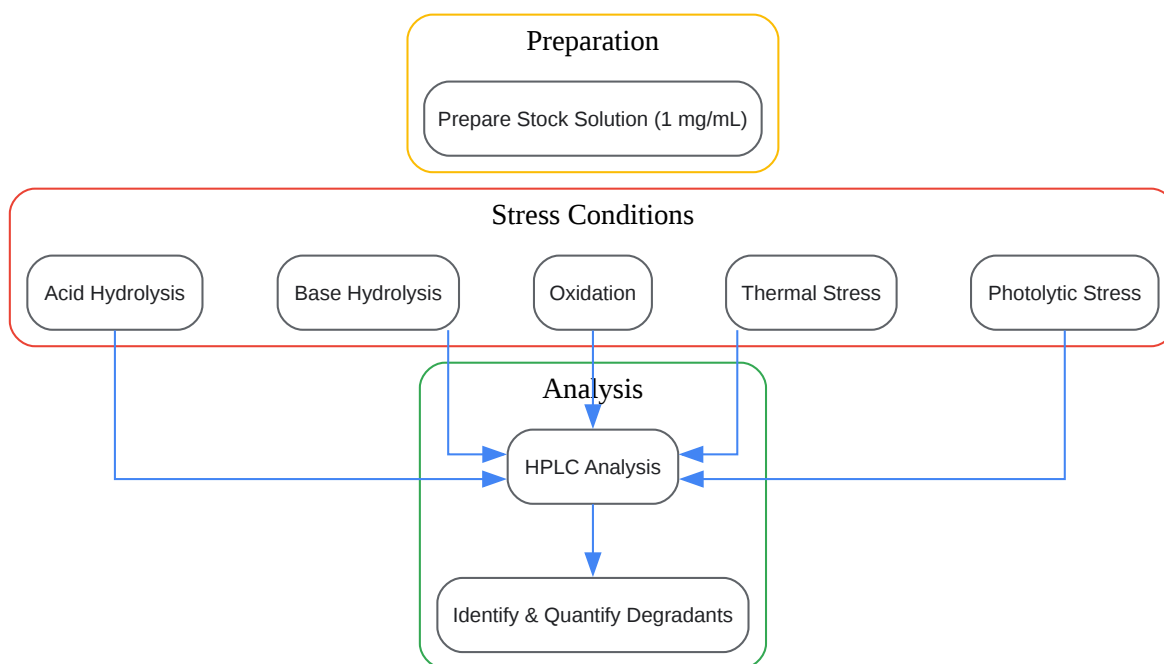 Preparation
Prepare Stock Solution (1 mg/mL)
Stress Conditions
Acid Hydrolysis
Base Hydrolysis
Oxidation
Thermal Stress
Photolytic Stress
Analysis
HPLC Analysis
Identify & Quantify Degradants